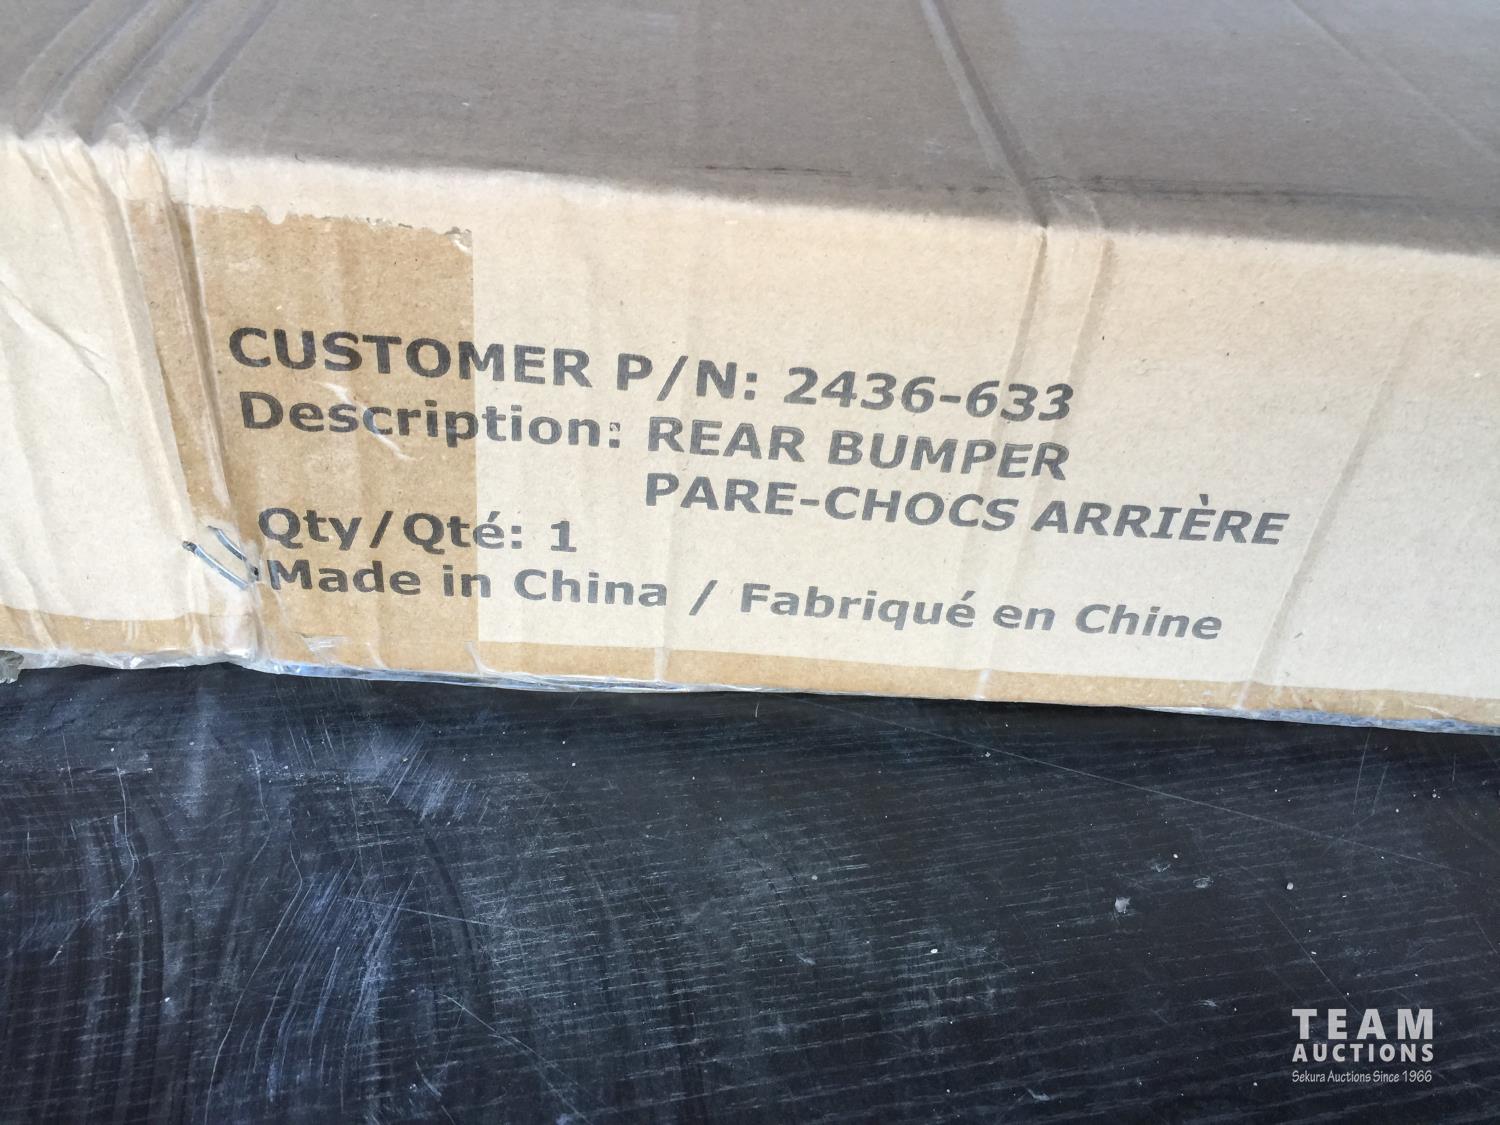 CUSTOMER P/N: 2436-633
Description: REAR BUMPER
PARE-CHOCS ARRIÈRE
Qty/Qté: 1
Made in China / Fabriqué en Chine
TEAM
AUCTIONS
Sekura Auctions Since 1966